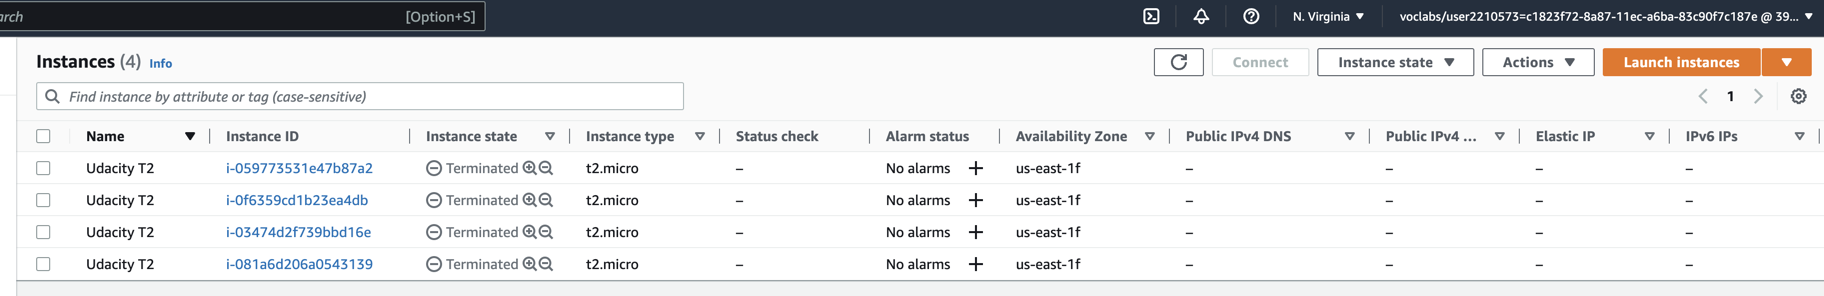 arch [Option+S] N. Virginia ▼ voclabs/user2210573=c1823f72-8a87-11ec-a6ba-83c90f7c187e @ 39... ▼
Instances (4) Info Connect Instance state ▼ Actions ▼ Launch instances ▼
Find instance by attribute or tag (case-sensitive) < 1 >
Name ▼ Instance ID Instance state ▽ Instance type ▽ Status check Alarm status Availability Zone ▽ Public IPv4 DNS ▽ Public IPv4 ... ▽ Elastic IP ▽ IPv6 IPs ▽
Udacity T2 i-059773531e47b87a2 Terminated t2.micro – No alarms + us-east-1f – – – –
Udacity T2 i-0f6359cd1b23ea4db Terminated t2.micro – No alarms + us-east-1f – – – –
Udacity T2 i-03474d2f739bbd16e Terminated t2.micro – No alarms + us-east-1f – – – –
Udacity T2 i-081a6d206a0543139 Terminated t2.micro – No alarms + us-east-1f – – – –